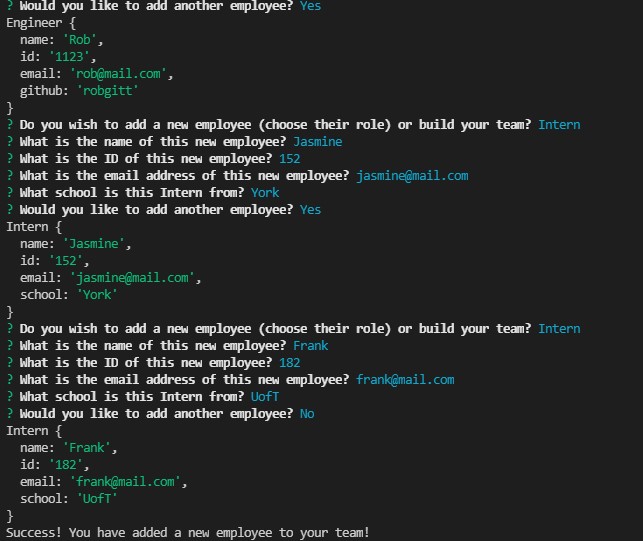 ? Would you like to add another employee? Yes
Engineer {
  name: 'Rob',
  id: '1123',
  email: 'rob@mail.com',
  github: 'robgitt'
}
? Do you wish to add a new employee (choose their role) or build your team? Intern
? What is the name of this new employee? Jasmine
? What is the ID of this new employee? 152
? What is the email address of this new employee? jasmine@mail.com
? What school is this Intern from? York
? Would you like to add another employee? Yes
Intern {
  name: 'Jasmine',
  id: '152',
  email: 'jasmine@mail.com',
  school: 'York'
}
? Do you wish to add a new employee (choose their role) or build your team? Intern
? What is the name of this new employee? Frank
? What is the ID of this new employee? 182
? What is the email address of this new employee? frank@mail.com
? What school is this Intern from? UofT
? Would you like to add another employee? No
Intern {
  name: 'Frank',
  id: '182',
  email: 'frank@mail.com',
  school: 'UofT'
}
Success! You have added a new employee to your team!